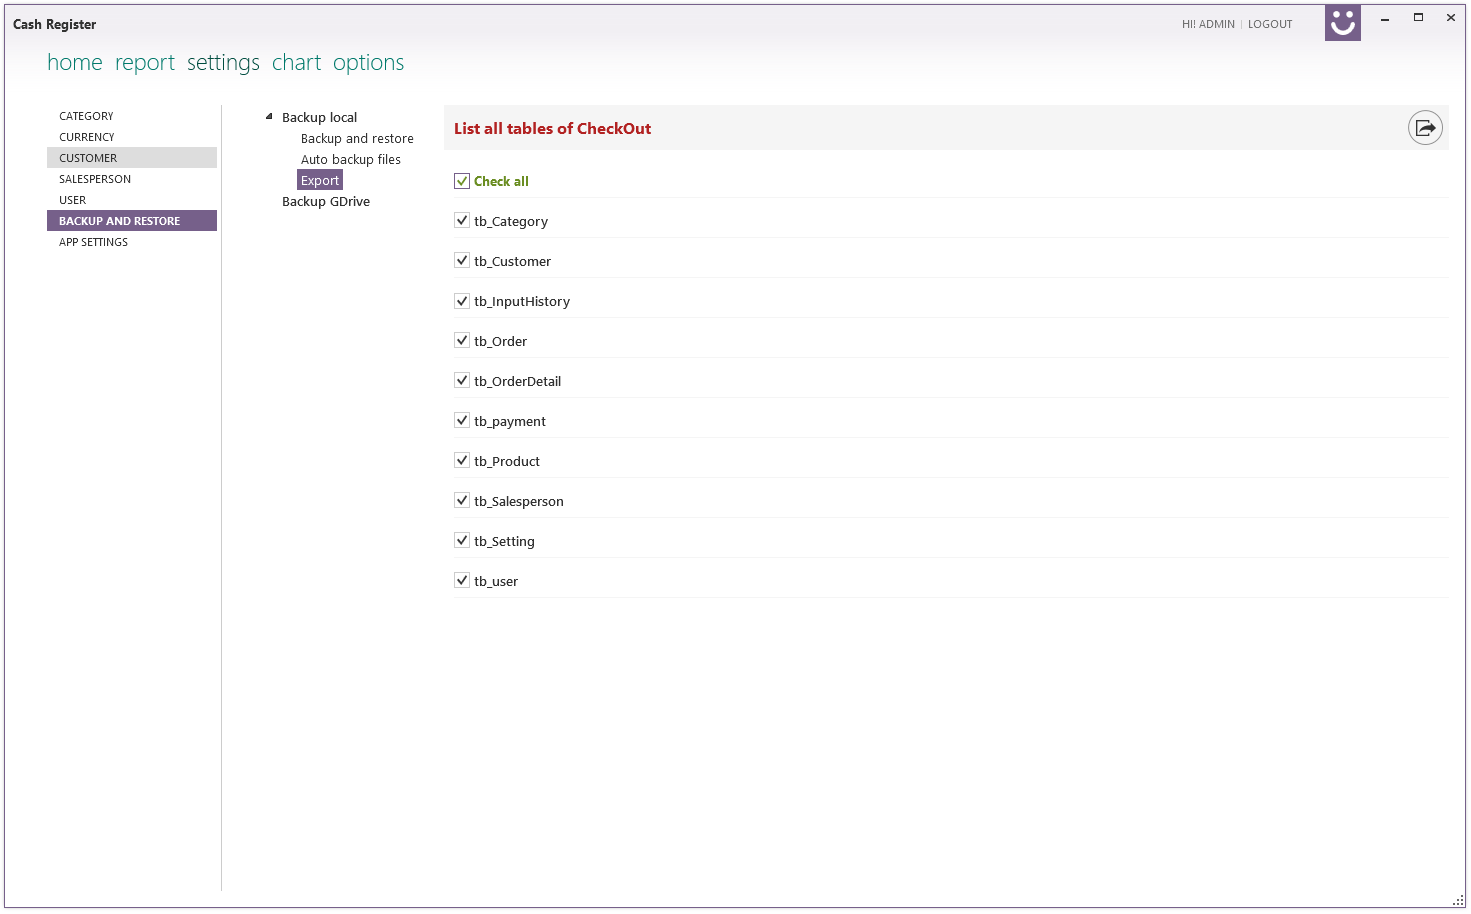 Cash Register
HI! ADMIN | LOGOUT
home report settings chart options
CATEGORY
CURRENCY
CUSTOMER
SALESPERSON
USER
BACKUP AND RESTORE
APP SETTINGS
Backup local
Backup and restore
Auto backup files
Export
Backup GDrive
List all tables of CheckOut
Check all
tb_Category
tb_Customer
tb_InputHistory
tb_Order
tb_OrderDetail
tb_payment
tb_Product
tb_Salesperson
tb_Setting
tb_user